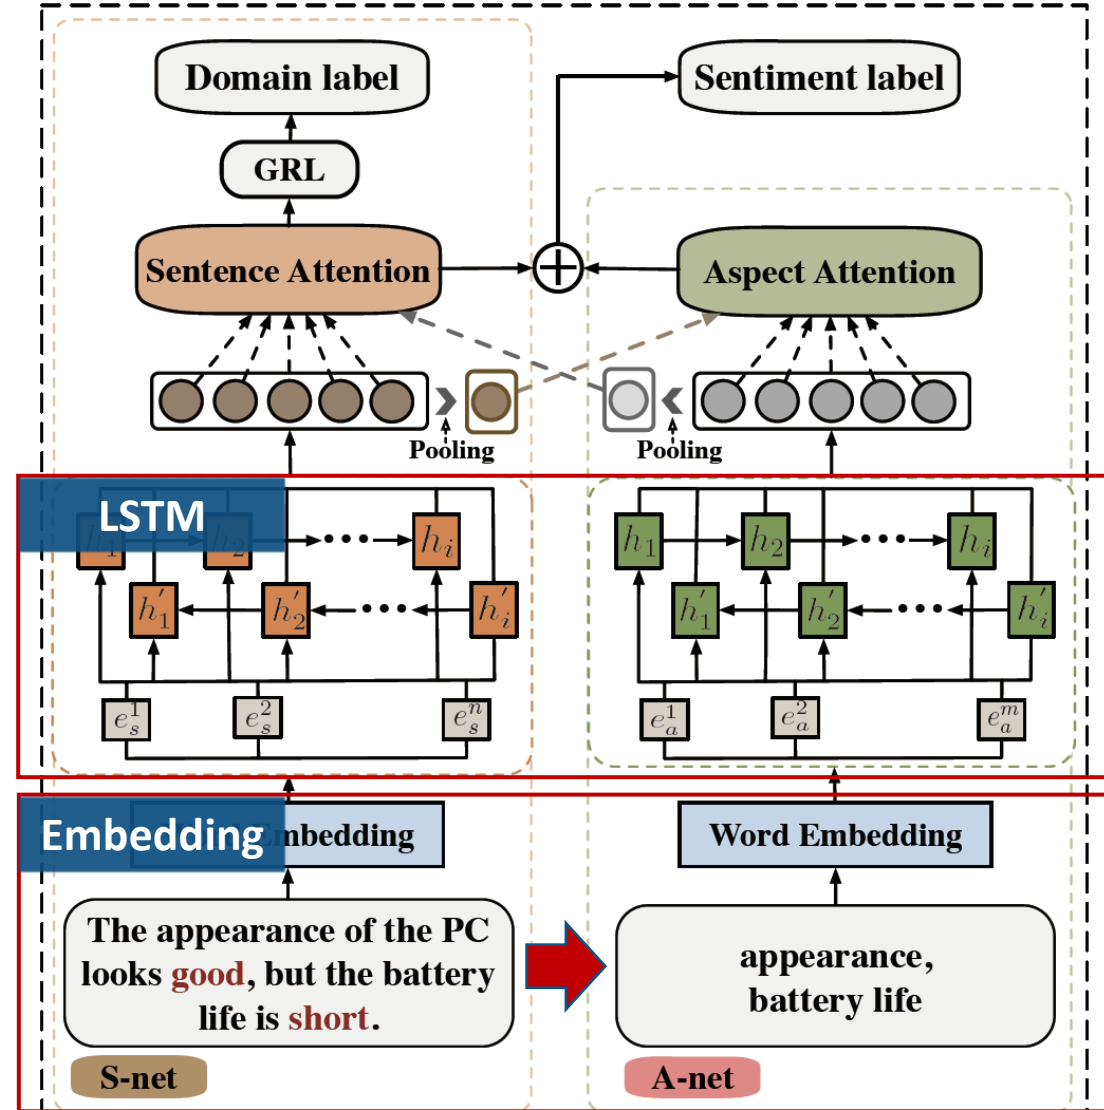 Domain label
Sentiment label
GRL
Sentence Attention
Aspect Attention
Pooling
Pooling
LSTM
h_1 h_2 h_i
h_1 h_2 h_i
h'_1 h'_2 h'_i
h'_1 h'_2 h'_i
e_s^1 e_s^2 e_s^n
e_a^1 e_a^2 e_a^m
Embedding
mbedding
Word Embedding
The appearance of the PC
looks good, but the battery
life is short.
appearance,
battery life
S-net
A-net